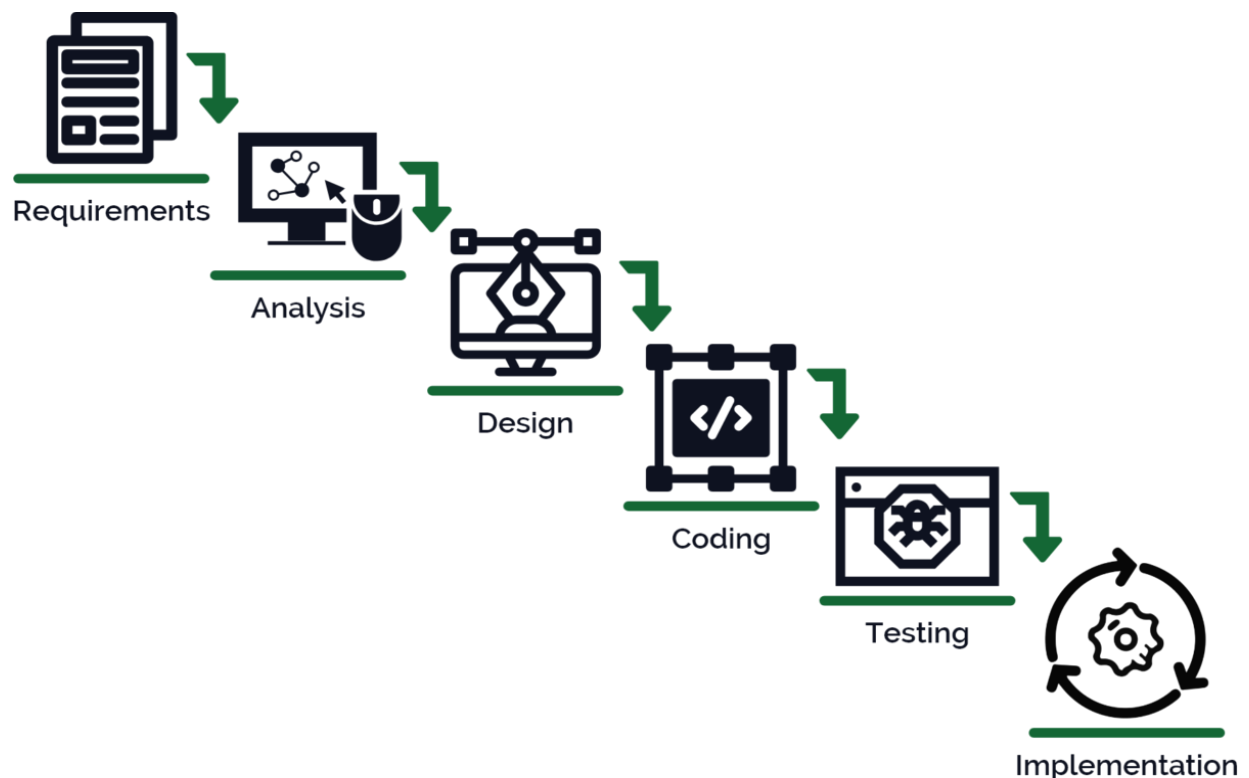 Requirements
Analysis
Design
</>
Coding
Testing
Implementation